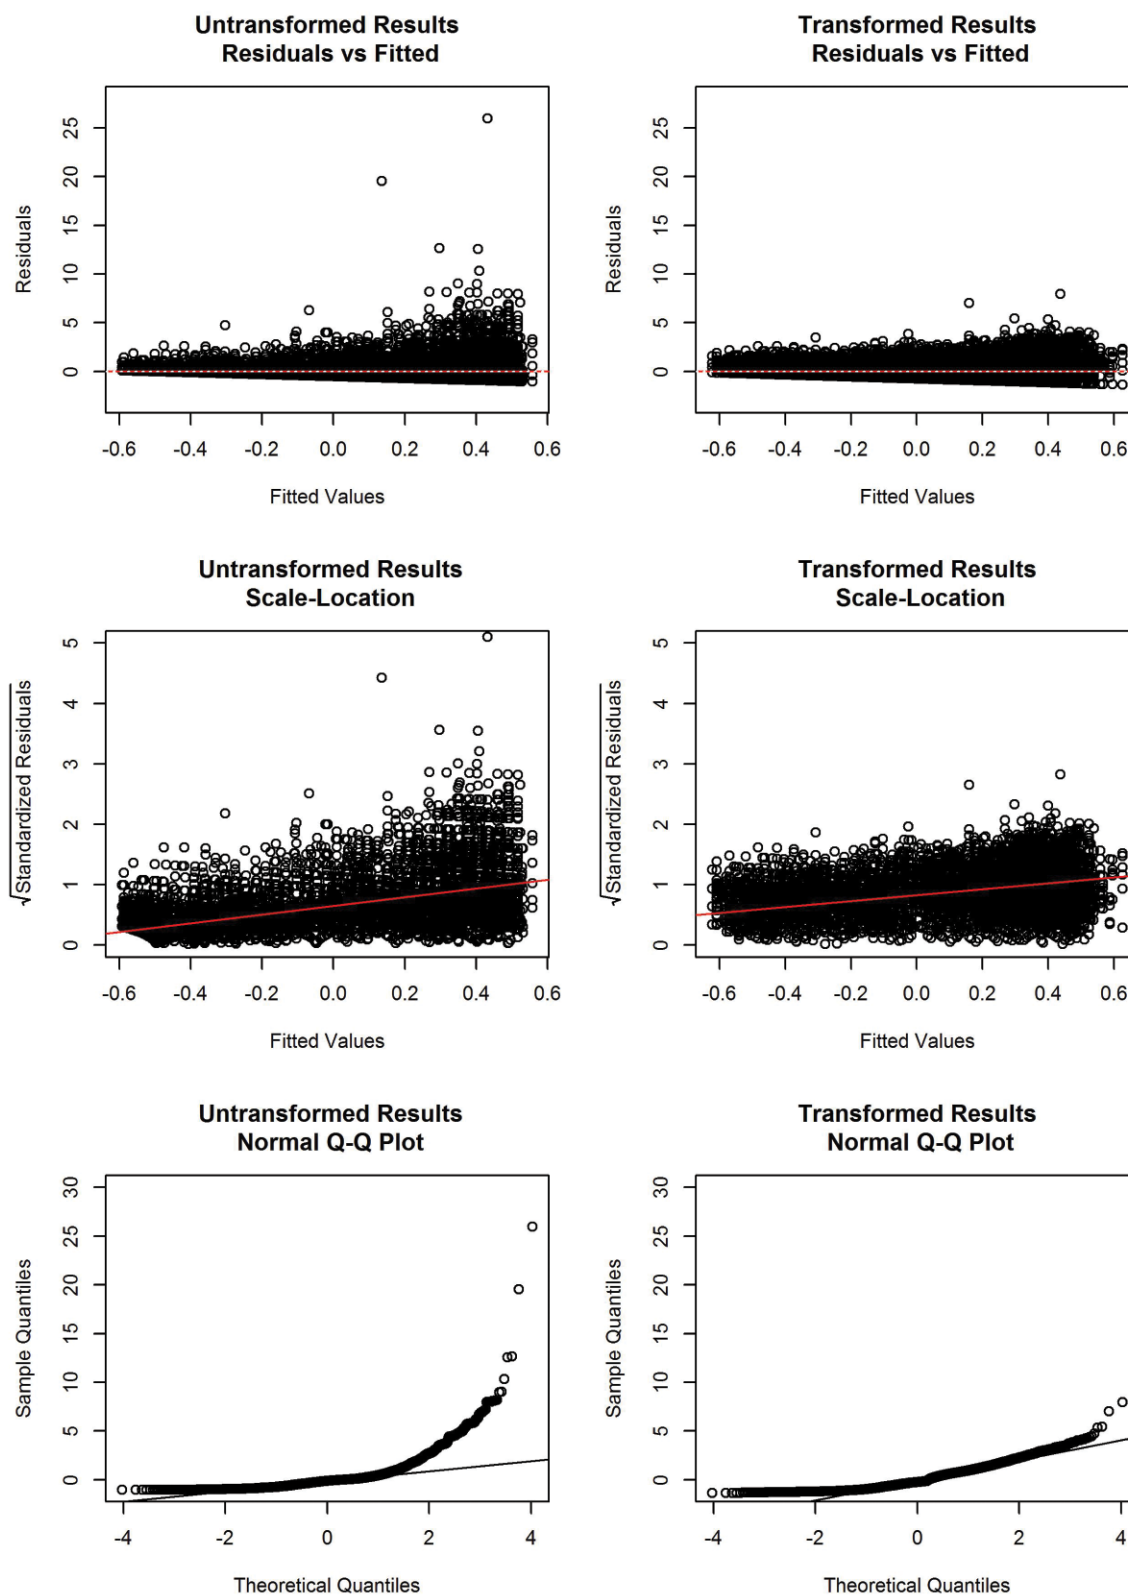 Untransformed Results
Residuals vs Fitted
Residuals
25
20
15
10
5
0
-0.6 -0.4 -0.2 0.0 0.2 0.4 0.6
Fitted Values
Transformed Results
Residuals vs Fitted
Residuals
25
20
15
10
5
0
-0.6 -0.4 -0.2 0.0 0.2 0.4 0.6
Fitted Values
Untransformed Results
Scale-Location
√Standardized Residuals
5
4
3
2
1
0
-0.6 -0.4 -0.2 0.0 0.2 0.4 0.6
Fitted Values
Transformed Results
Scale-Location
√Standardized Residuals
5
4
3
2
1
0
-0.6 -0.4 -0.2 0.0 0.2 0.4 0.6
Fitted Values
Untransformed Results
Normal Q-Q Plot
Sample Quantiles
30
25
20
15
10
5
0
-4 -2 0 2 4
Theoretical Quantiles
Transformed Results
Normal Q-Q Plot
Sample Quantiles
30
25
20
15
10
5
0
-4 -2 0 2 4
Theoretical Quantiles